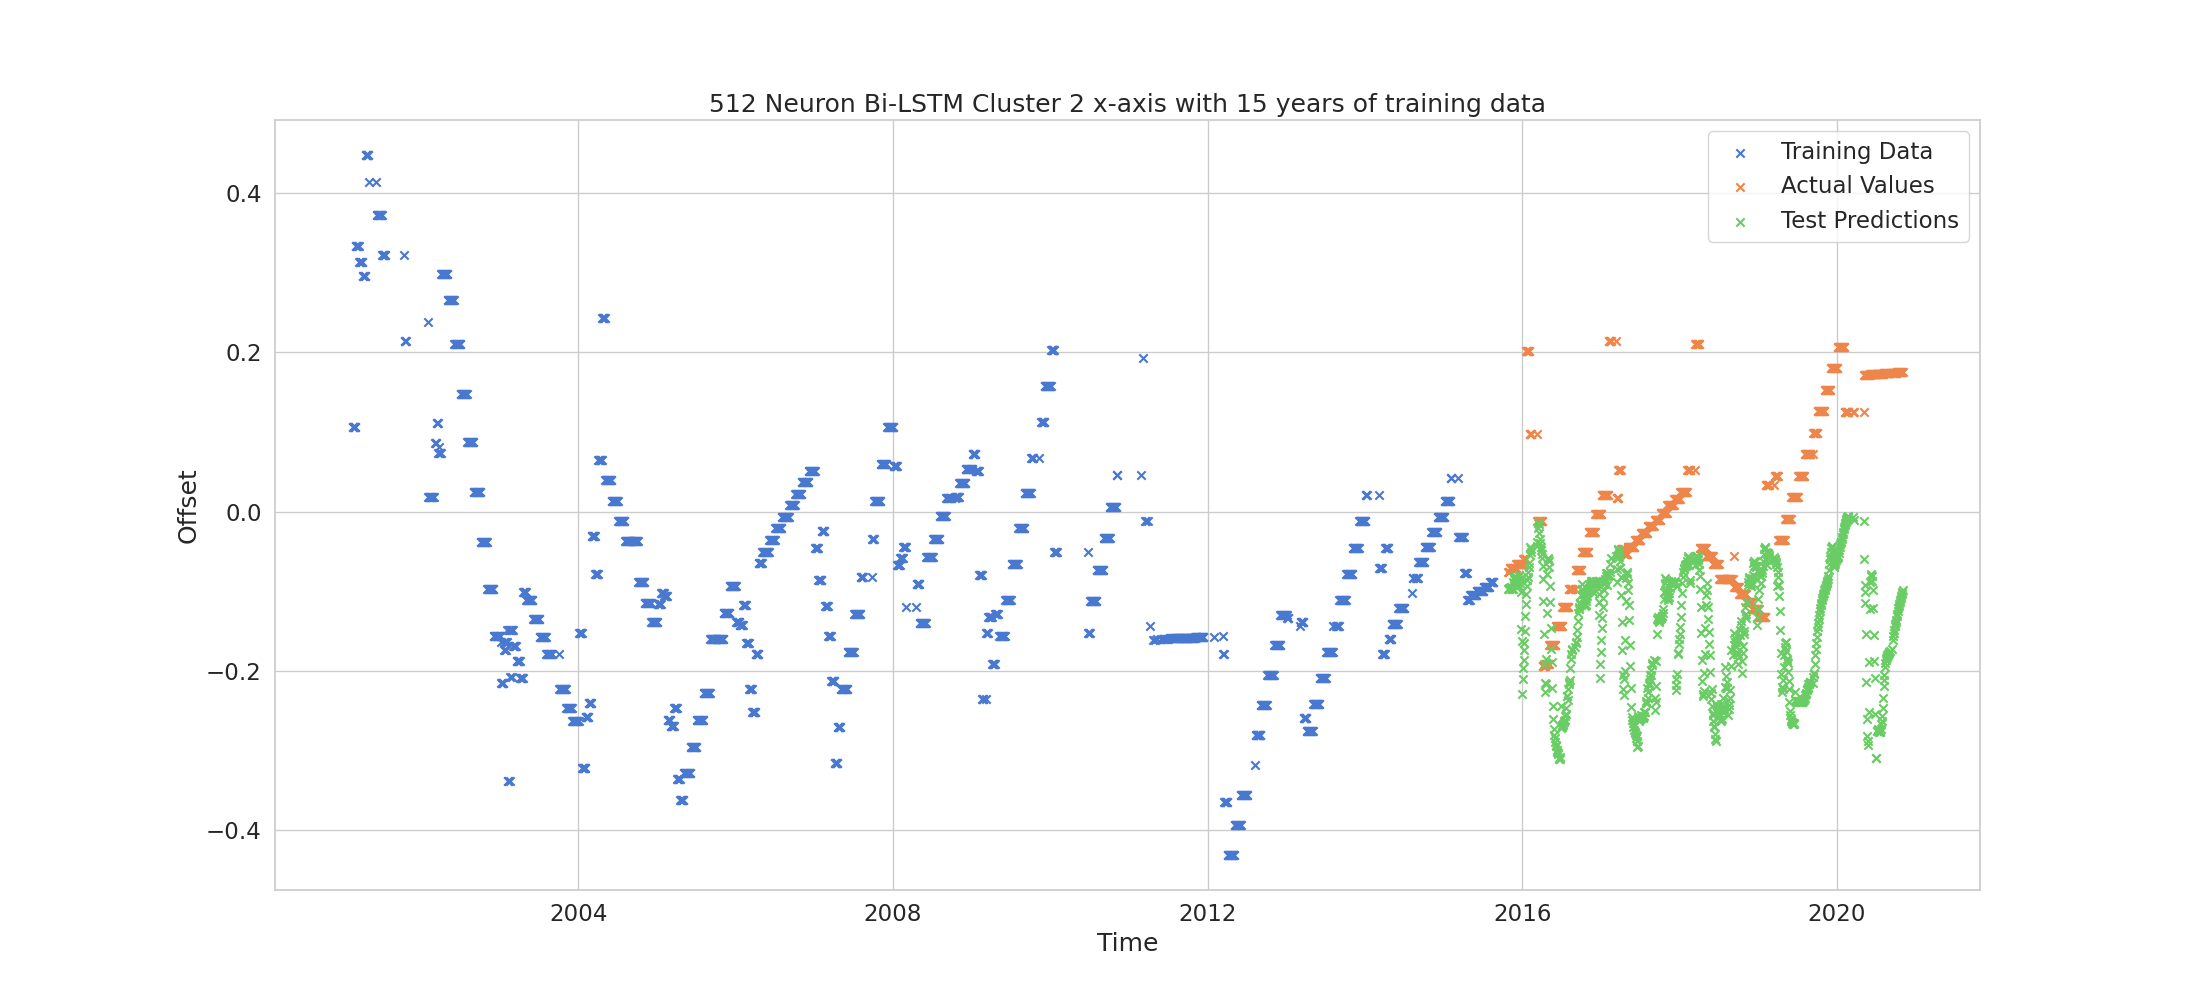 512 Neuron Bi-LSTM Cluster 2 x-axis with 15 years of training data
Training Data
Actual Values
Test Predictions
0.4
0.2
0.0
−0.2
−0.4
Offset
2004
2008
2012
2016
2020
Time